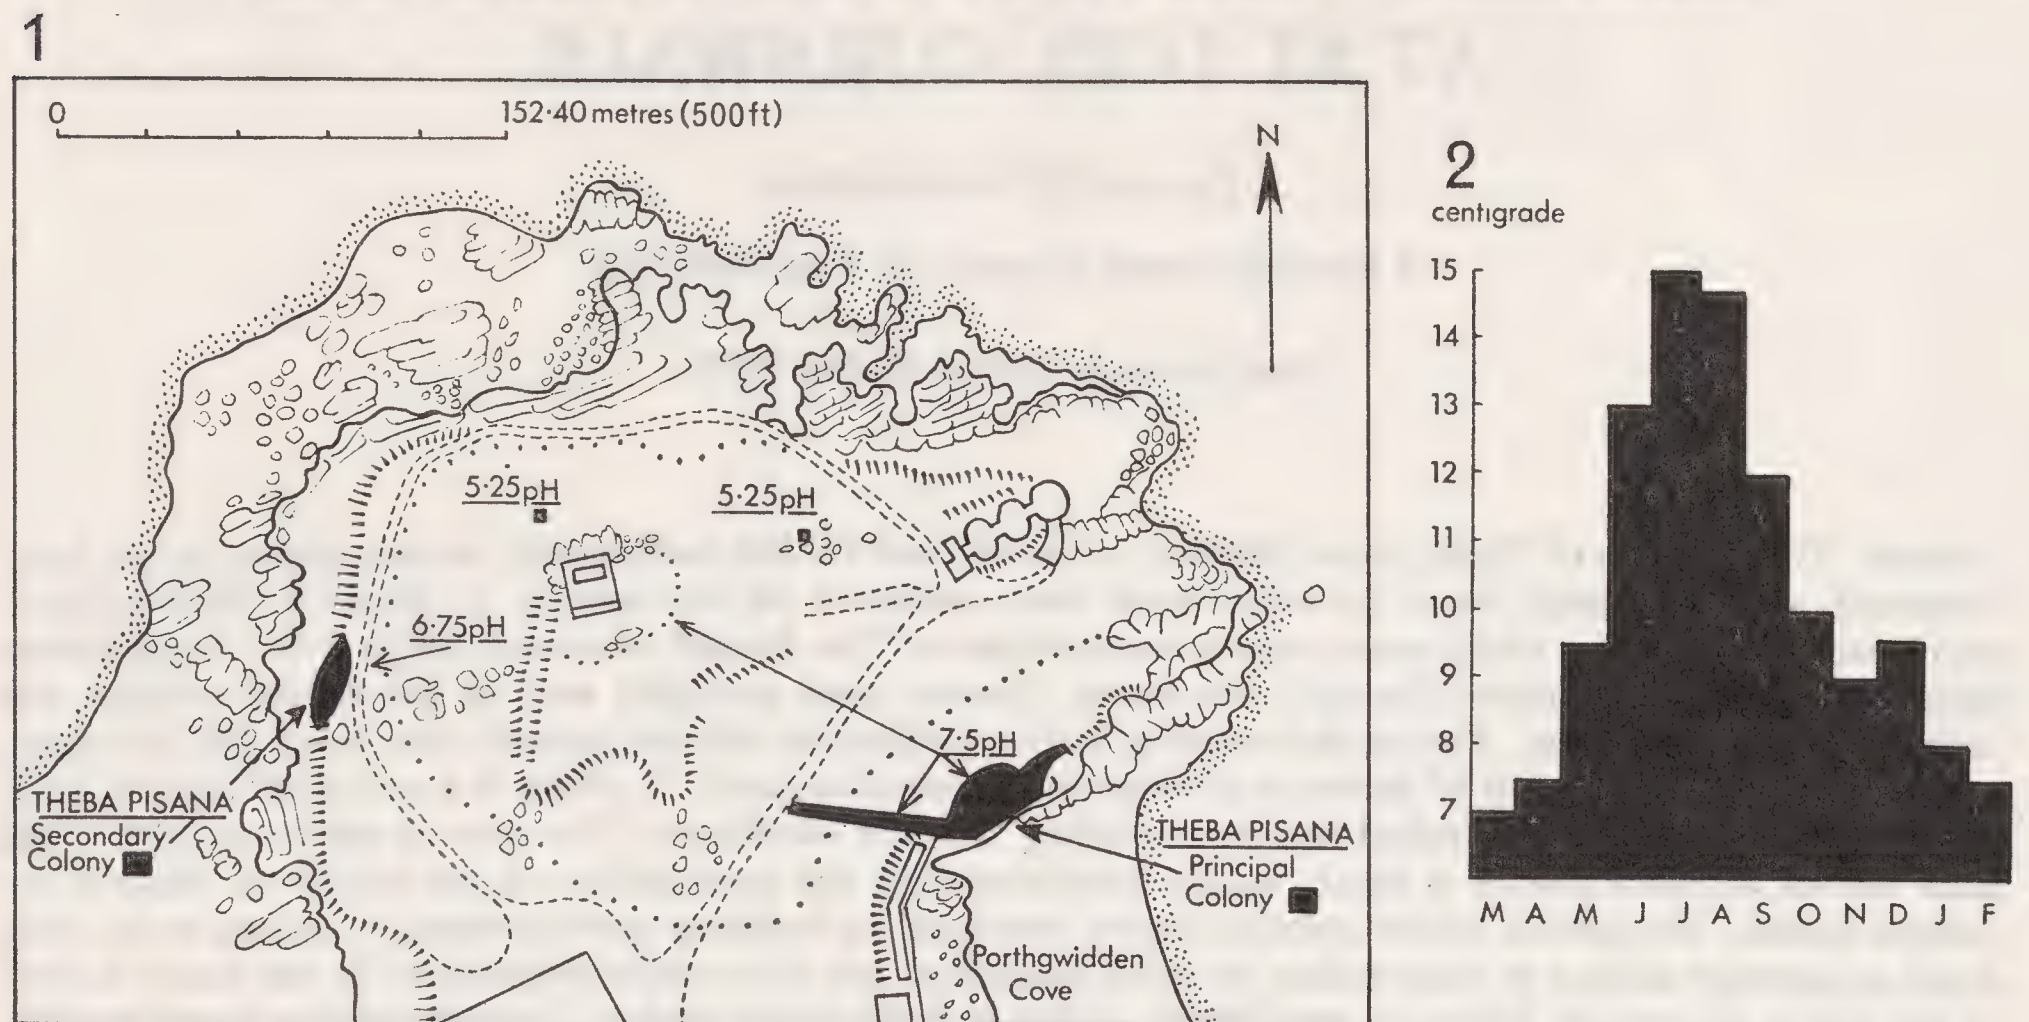 1
0 152·40 metres (500ft)
N
5·25pH
5·25pH
6·75pH
7·5pH
THEBA PISANA
Secondary
Colony
THEBA PISANA
Principal
Colony
Porthgwidden
Cove
2
centigrade
15
14
13
12
11
10
9
8
7
M A M J J A S O N D J F